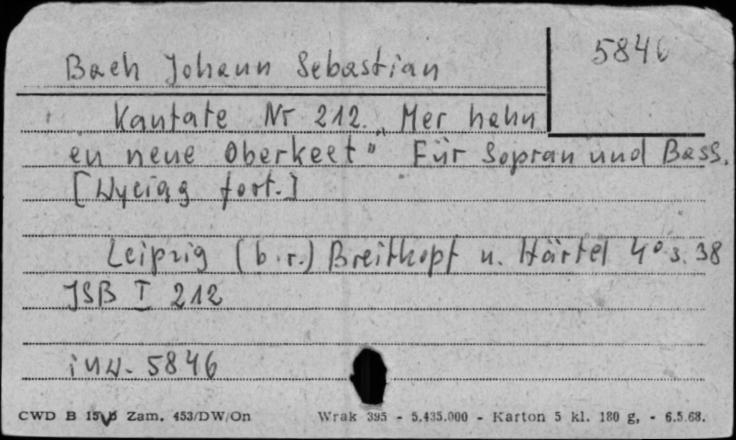 5846
Bach Johann Sebastian
Kantate Nr 212 „Mer hahn
en neue Oberkeet" Für Sopran und Bass.
[Wyciąg fort.]
Leipzig (b.r.) Breitkopf u. Härtel 4° s. 38
JSB I 212
inw. 5846
CWD B 15 Zam. 453/DW/On Wrak 395 - 5.435.000 - Karton 5 kl. 180 g, - 6.5.68.